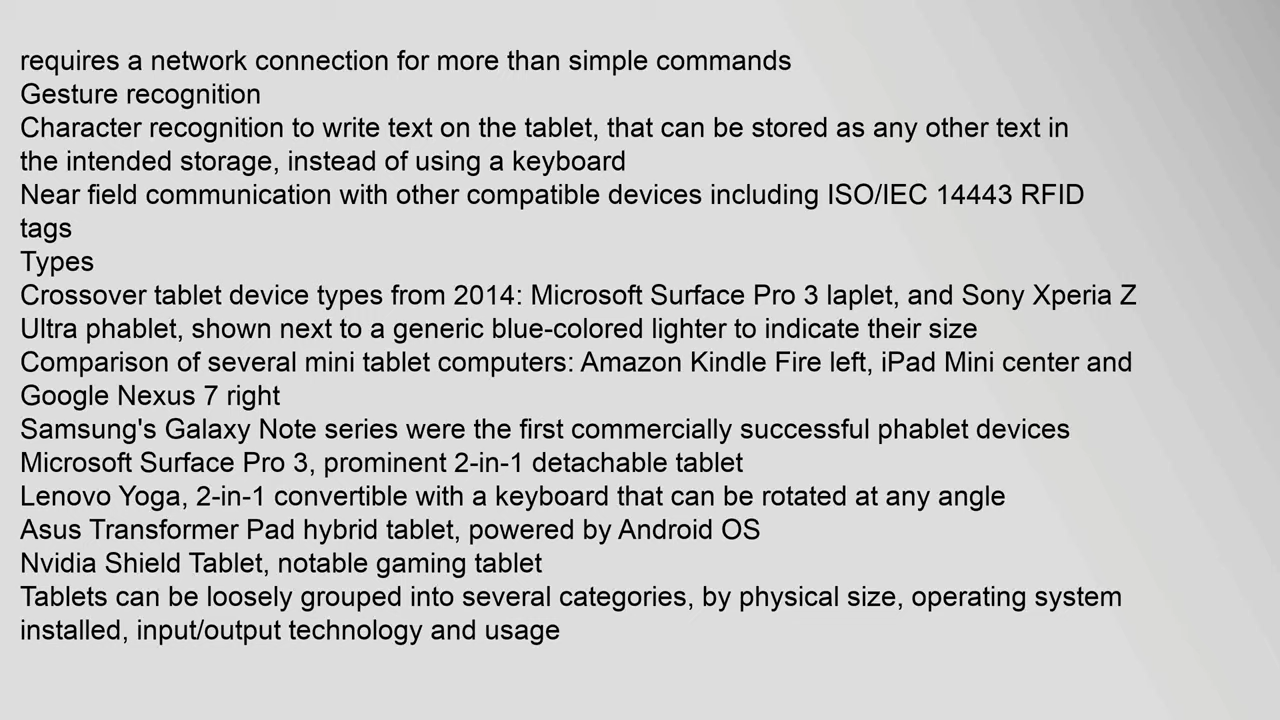 requires a network connection for more than simple commands
Gesture recognition
Character recognition to write text on the tablet, that can be stored as any other text in
the intended storage, instead of using a keyboard
Near field communication with other compatible devices including ISO/IEC 14443 RFID
tags
Types
Crossover tablet device types from 2014: Microsoft Surface Pro 3 laplet, and Sony Xperia Z
Ultra phablet, shown next to a generic blue-colored lighter to indicate their size
Comparison of several mini tablet computers: Amazon Kindle Fire left, iPad Mini center and
Google Nexus 7 right
Samsung's Galaxy Note series were the first commercially successful phablet devices
Microsoft Surface Pro 3, prominent 2-in-1 detachable tablet
Lenovo Yoga, 2-in-1 convertible with a keyboard that can be rotated at any angle
Asus Transformer Pad hybrid tablet, powered by Android OS
Nvidia Shield Tablet, notable gaming tablet
Tablets can be loosely grouped into several categories, by physical size, operating system
installed, input/output technology and usage